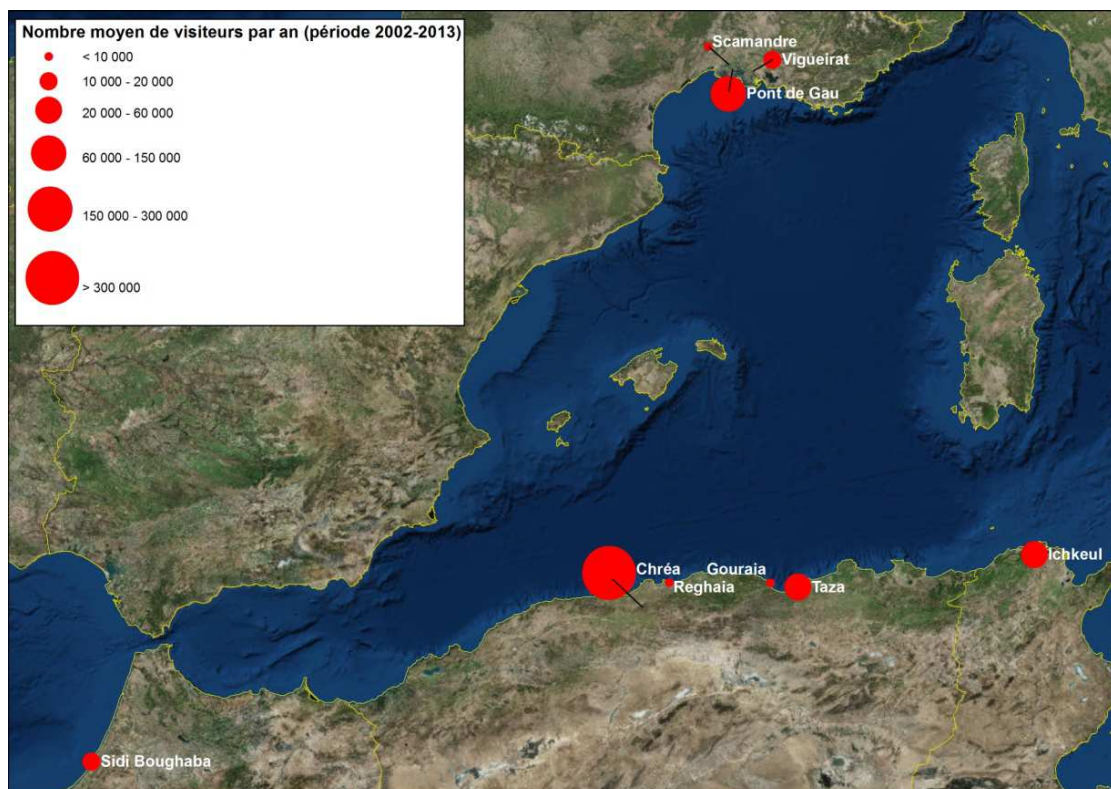 Nombre moyen de visiteurs par an (période 2002-2013)
< 10 000
10 000 - 20 000
20 000 - 60 000
60 000 - 150 000
150 000 - 300 000
> 300 000
Scamandre
Vigueirat
Pont de Gau
Chréa
Gouraia
Ichkeul
Reghaia
Taza
Sidi Boughaba